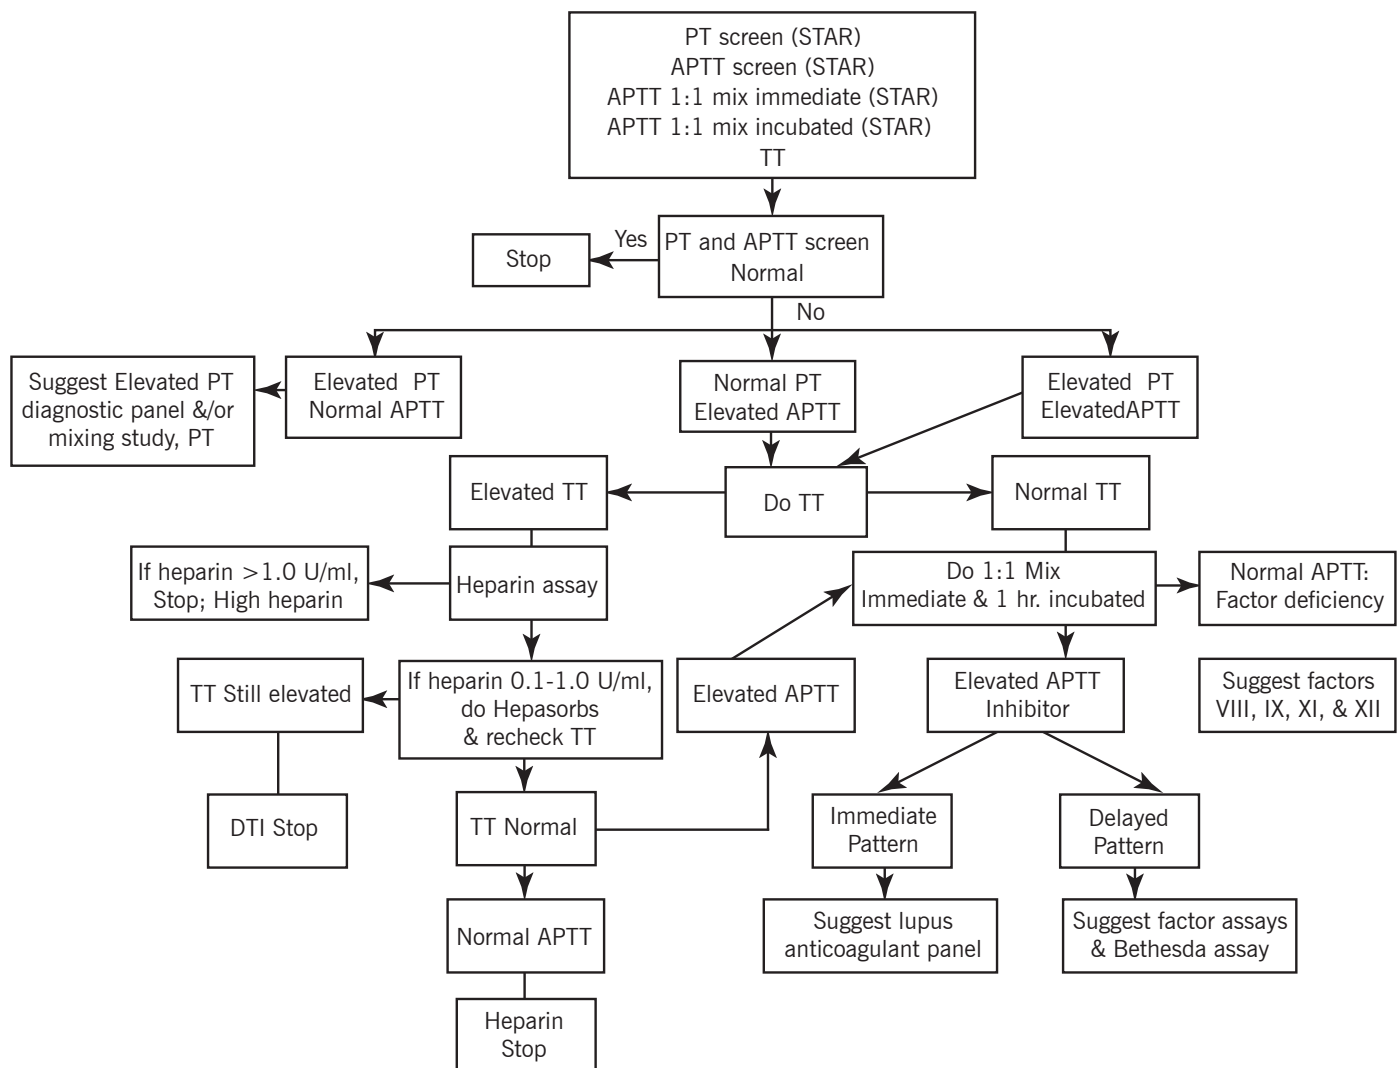 PT screen (STAR)
APTT screen (STAR)
APTT 1:1 mix immediate (STAR)
APTT 1:1 mix incubated (STAR)
TT
PT and APTT screen
Normal
Yes
Stop
No
Elevated PT
Normal APTT
Suggest Elevated PT
diagnostic panel &/or
mixing study, PT
Normal PT
Elevated APTT
Elevated PT
ElevatedAPTT
Do TT
Elevated TT
Normal TT
Heparin assay
If heparin >1.0 U/ml,
Stop; High heparin
Do 1:1 Mix
Immediate & 1 hr. incubated
Normal APTT:
Factor deficiency
If heparin 0.1-1.0 U/ml,
do Hepasorbs
& recheck TT
TT Still elevated
DTI Stop
Elevated APTT
Elevated APTT
Inhibitor
Suggest factors
VIII, IX, XI, & XII
TT Normal
Immediate
Pattern
Delayed
Pattern
Normal APTT
Suggest lupus
anticoagulant panel
Suggest factor assays
& Bethesda assay
Heparin
Stop